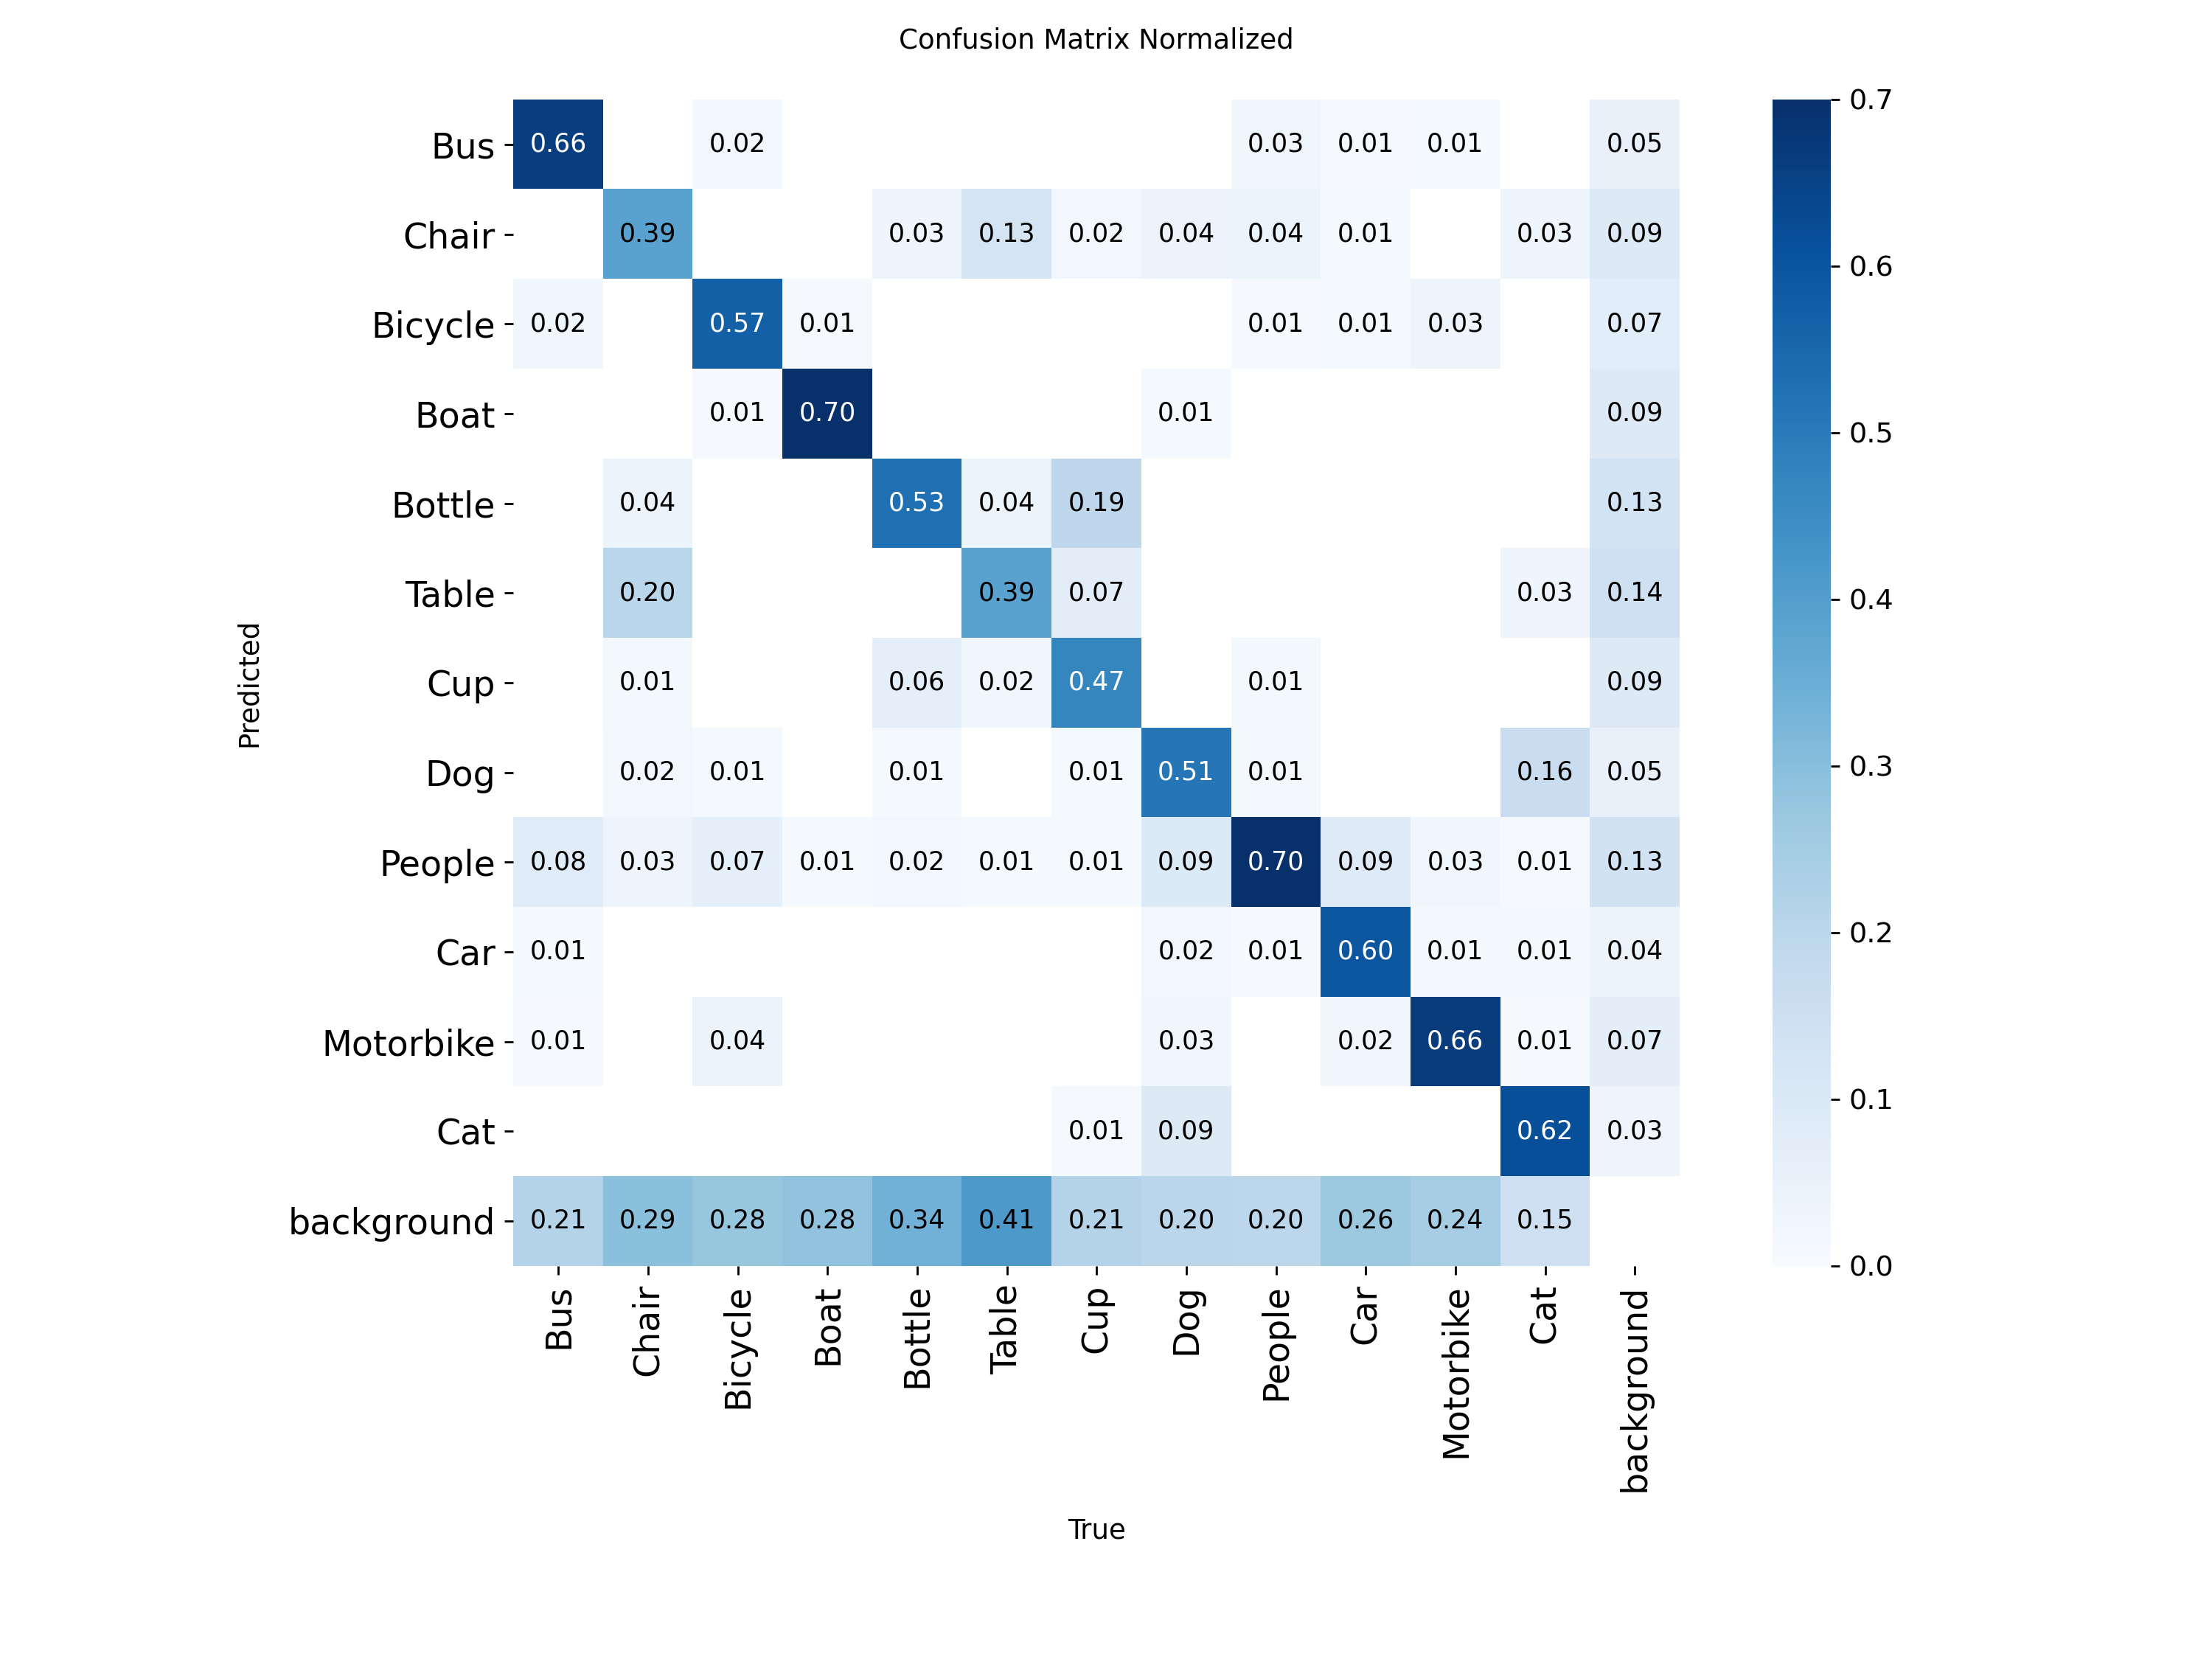 Confusion Matrix Normalized
Bus 0.66 0.02 0.03 0.01 0.01 0.05
Chair 0.39 0.03 0.13 0.02 0.04 0.04 0.01 0.03 0.09
Bicycle 0.02 0.57 0.01 0.01 0.01 0.03 0.07
Boat 0.01 0.70 0.01 0.09
Bottle 0.04 0.53 0.04 0.19 0.13
Table 0.20 0.39 0.07 0.03 0.14
Cup 0.01 0.06 0.02 0.47 0.01 0.09
Dog 0.02 0.01 0.01 0.01 0.51 0.01 0.16 0.05
People 0.08 0.03 0.07 0.01 0.02 0.01 0.01 0.09 0.70 0.09 0.03 0.01 0.13
Car 0.01 0.02 0.01 0.60 0.01 0.01 0.04
Motorbike 0.01 0.04 0.03 0.02 0.66 0.01 0.07
Cat 0.01 0.09 0.62 0.03
background 0.21 0.29 0.28 0.28 0.34 0.41 0.21 0.20 0.20 0.26 0.24 0.15
Predicted
Bus Chair Bicycle Boat Bottle Table Cup Dog People Car Motorbike Cat background
True
0.7
0.6
0.5
0.4
0.3
0.2
0.1
0.0